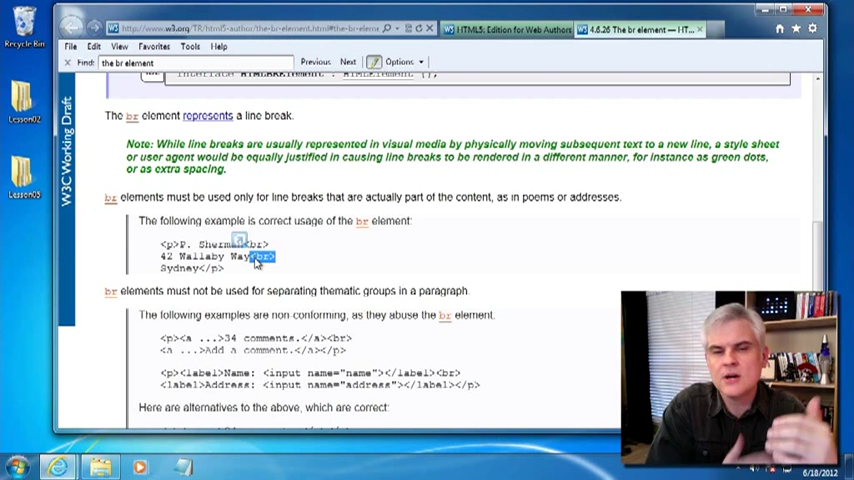 Recycle Bin
Lesson02
Lesson03
http://www.w3.org/TR/html5-author/the-br-element.html#the-br-eleme
HTML5: Edition for Web Authors
4.6.26 The br element — HT...
File Edit View Favorites Tools Help
Find: the br element
Previous Next Options
interface HTMLBRElement : HTMLElement {};
The br element represents a line break.
Note: While line breaks are usually represented in visual media by physically moving subsequent text to a new line, a style sheet
or user agent would be equally justified in causing line breaks to be rendered in a different manner, for instance as green dots,
or as extra spacing.
br elements must be used only for line breaks that are actually part of the content, as in poems or addresses.
The following example is correct usage of the br element:
<p>P. Sherman<br>
42 Wallaby Way<br>
Sydney</p>
br elements must not be used for separating thematic groups in a paragraph.
The following examples are non-conforming, as they abuse the br element.
<p><a ...>34 comments.</a><br>
<a ...>Add a comment.</a></p>
<p><label>Name: <input name="name"></label><br>
<label>Address: <input name="address"></label></p>
Here are alternatives to the above, which are correct:
W3C Working Draft
6/18/2012